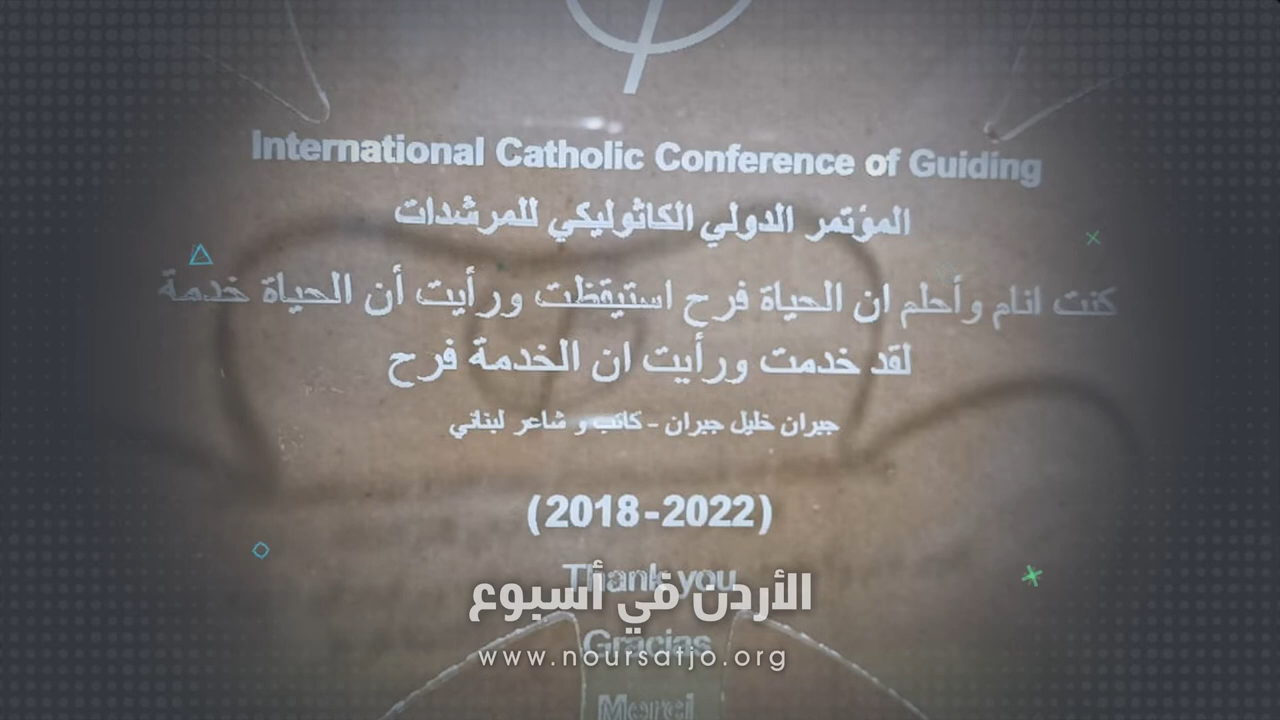 International Catholic Conference of Guiding
المؤتمر الدولي الكاثوليكي للمرشدات
كنت انام وأحلم ان الحياة فرح استيقظت ورأيت أن الحياة خدمة
لقد خدمت ورأيت ان الخدمة فرح
جبران خليل جبران - كاتب و شاعر لبناني
(2018-2022)
Thank you
الأردن في أسبوع
Gracias
www.noursatjo.org
Merci